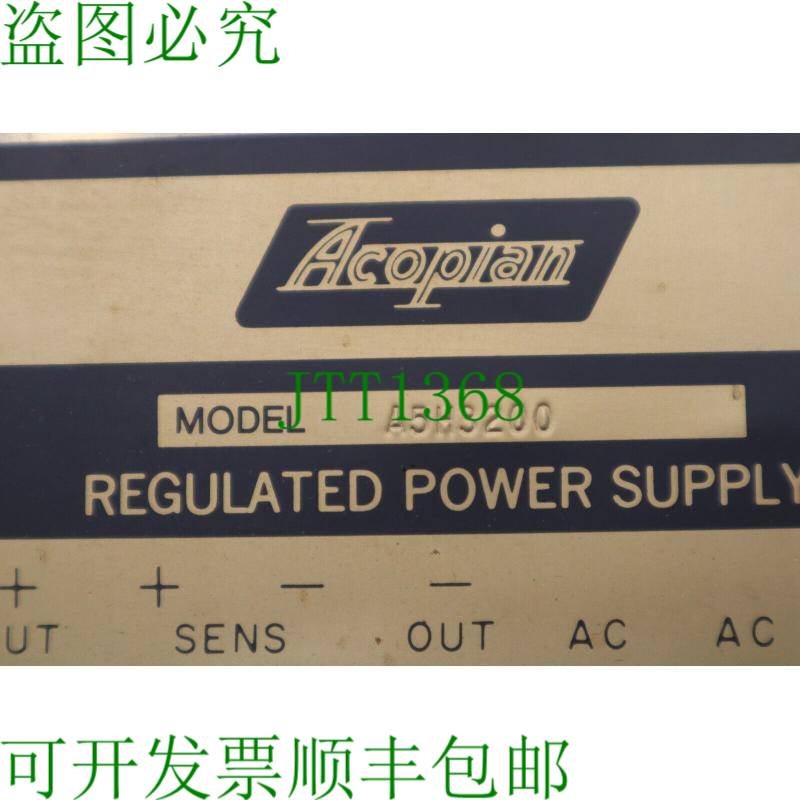 盗图必究
Acopian
JTT1368
MODEL
REGULATED POWER SUPPLY
+ + − −
UT SENS OUT AC AC
可开发票顺丰包邮